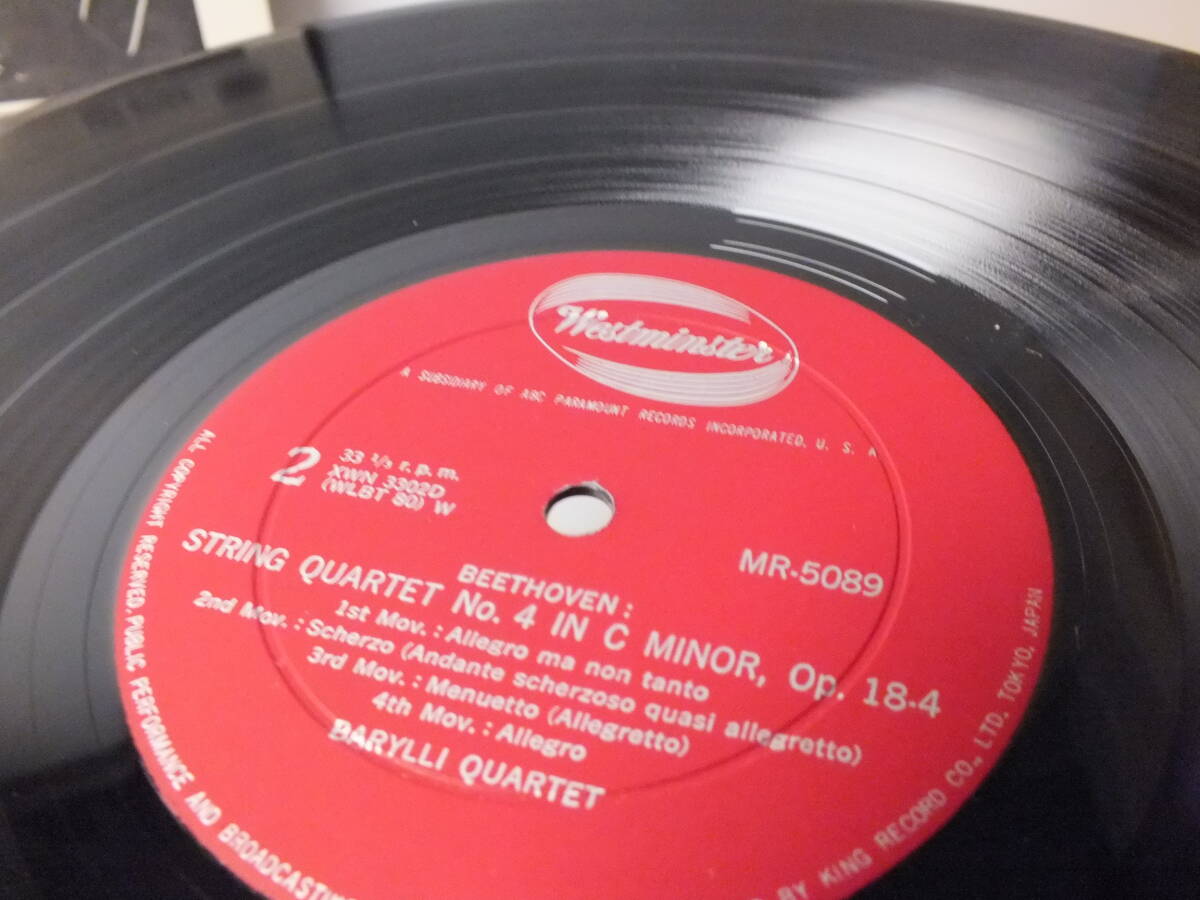 Westminster
A SUBSIDIARY OF ABC PARAMOUNT RECORDS INCORPORATED. U. S. A
2
33 1/3 r. p. m.
XWN 3302D
(WLBT 80) W
MR-5089
BEETHOVEN :
STRING QUARTET No. 4 IN C MINOR, Op. 18-4
1st Mov. : Allegro ma non tanto
2nd Mov. : Scherzo (Andante scherzoso quasi allegretto)
3rd Mov. : Menuetto (Allegretto)
4th Mov. : Allegro
BARYLLI QUARTET
ALL COPYRIGHT RESERVED. PUBLIC PERFORMANCE AND BROADCASTING
BY KING RECORD CO., LTD. TOKYO, JAPAN